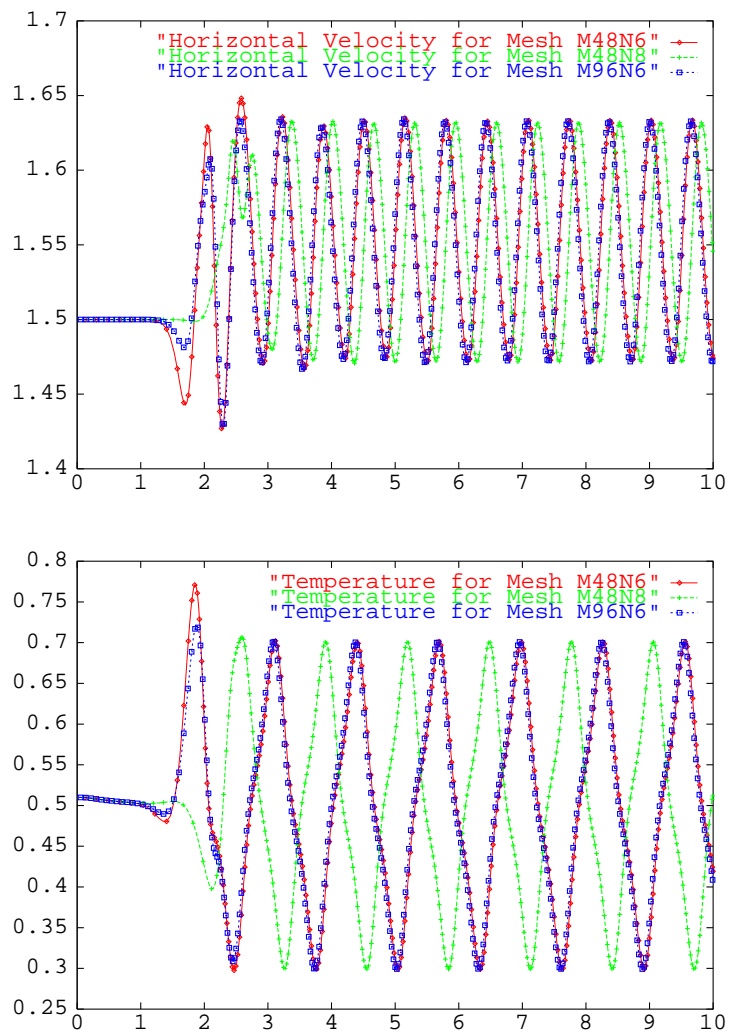 1.7
"Horizontal Velocity for Mesh M48N6"
"Horizontal Velocity for Mesh M48N8"
"Horizontal Velocity for Mesh M96N6"
1.65
1.6
1.55
1.5
1.45
1.4
0 1 2 3 4 5 6 7 8 9 10
0.8
"Temperature for Mesh M48N6"
"Temperature for Mesh M48N8"
"Temperature for Mesh M96N6"
0.75
0.7
0.65
0.6
0.55
0.5
0.45
0.4
0.35
0.3
0.25
0 1 2 3 4 5 6 7 8 9 10